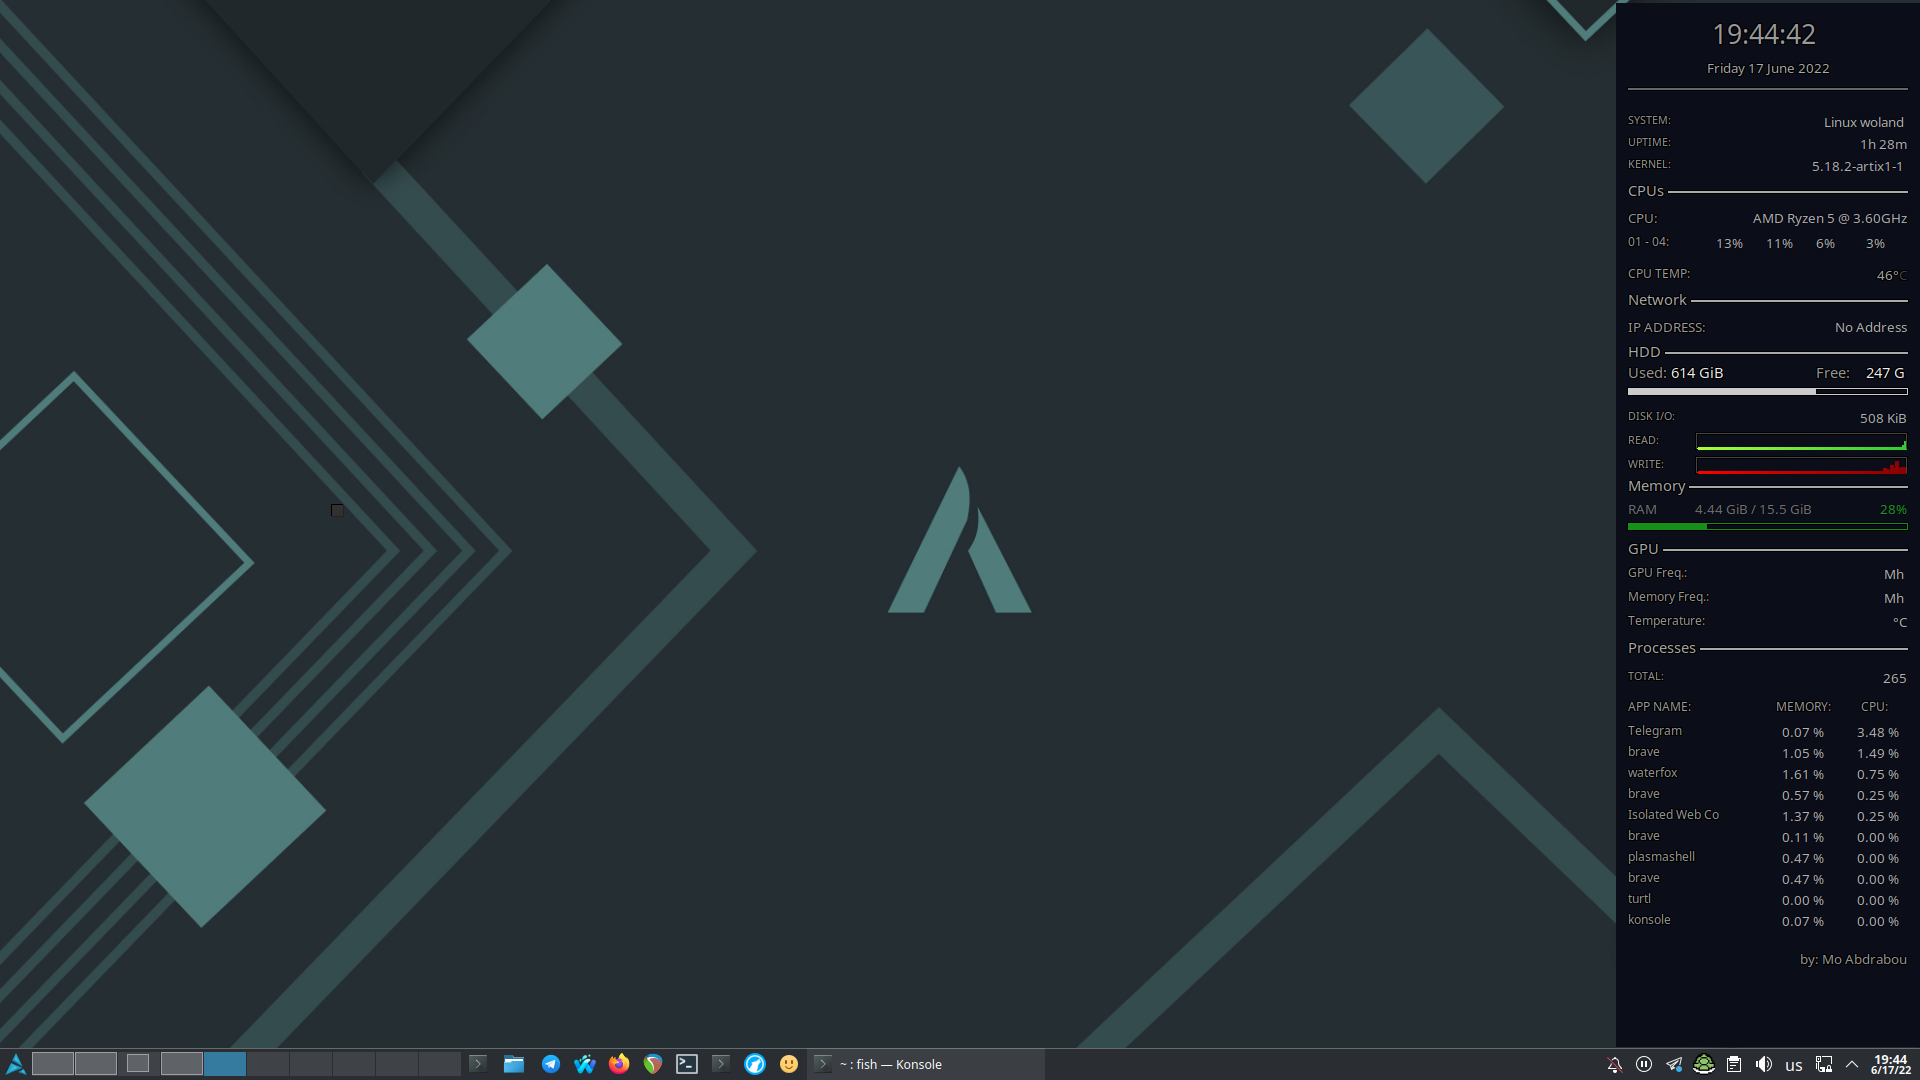 19:44:42
Friday 17 June 2022
SYSTEM: Linux woland
UPTIME: 1h 28m
KERNEL: 5.18.2-artix1-1
CPUs
CPU: AMD Ryzen 5 @ 3.60GHz
01 - 04: 13% 11% 6% 3%
CPU TEMP: 46°C
Network
IP ADDRESS: No Address
HDD
Used: 614 GiB Free: 247 G
DISK I/O: 508 KiB
READ:
WRITE:
Memory
RAM 4.44 GiB / 15.5 GiB 28%
GPU
GPU Freq.: Mh
Memory Freq.: Mh
Temperature: °C
Processes
TOTAL: 265
APP NAME: MEMORY: CPU:
Telegram 0.07 % 3.48 %
brave 1.05 % 1.49 %
waterfox 1.61 % 0.75 %
brave 0.57 % 0.25 %
Isolated Web Co 1.37 % 0.25 %
brave 0.11 % 0.00 %
plasmashell 0.47 % 0.00 %
brave 0.47 % 0.00 %
turtl 0.00 % 0.00 %
konsole 0.07 % 0.00 %
by: Mo Abdrabou
~ : fish — Konsole
us
19:44
6/17/22